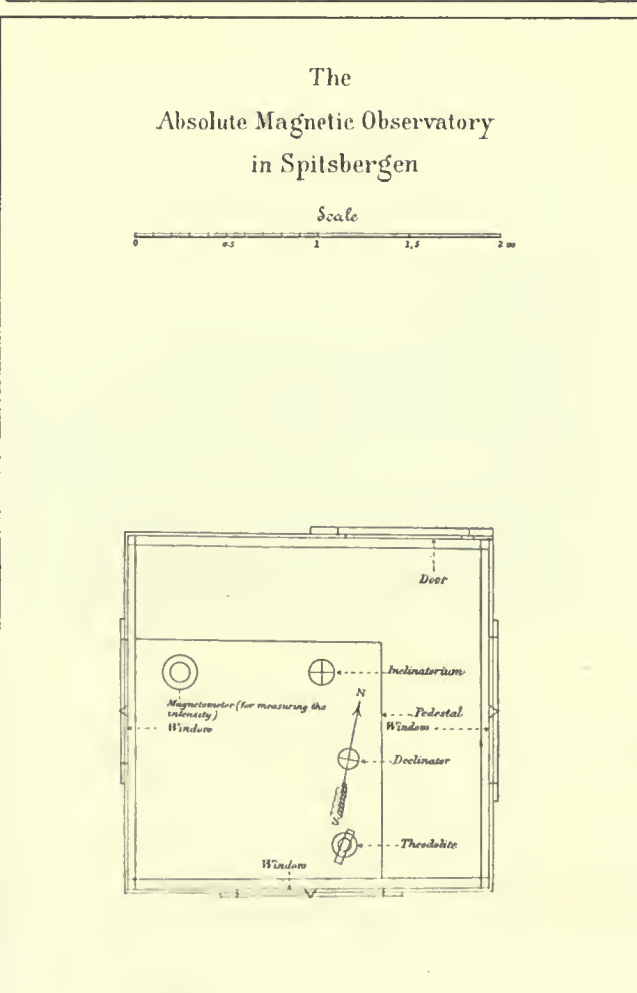 The
Absolute Magnetic Observatory
in Spitsbergen
Scale
0 0.5 1 1,5 2 m
Door
Inclinatorium
N
Magnetometer (for measuring the
intensity)
Pedestal
Window
Window
Declinator
S
Theodolite
Window